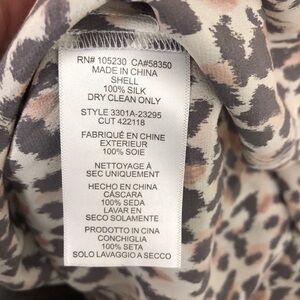 RN# 105230 CA#58350
MADE IN CHINA
SHELL
100% SILK
DRY CLEAN ONLY
STYLE 3301A-23295
CUT 422118
FABRIQUÉ EN CHINE
EXTERIEUR
100% SOIE
NETTOYAGE À
SEC UNIQUEMENT
HECHO EN CHINA
CÁSCARA
100% SEDA
LAVAR EN
SECO SOLAMENTE
PRODOTTO IN CINA
CONCHIGLIA
100% SETA
SOLO LAVAGGIO A SECCO